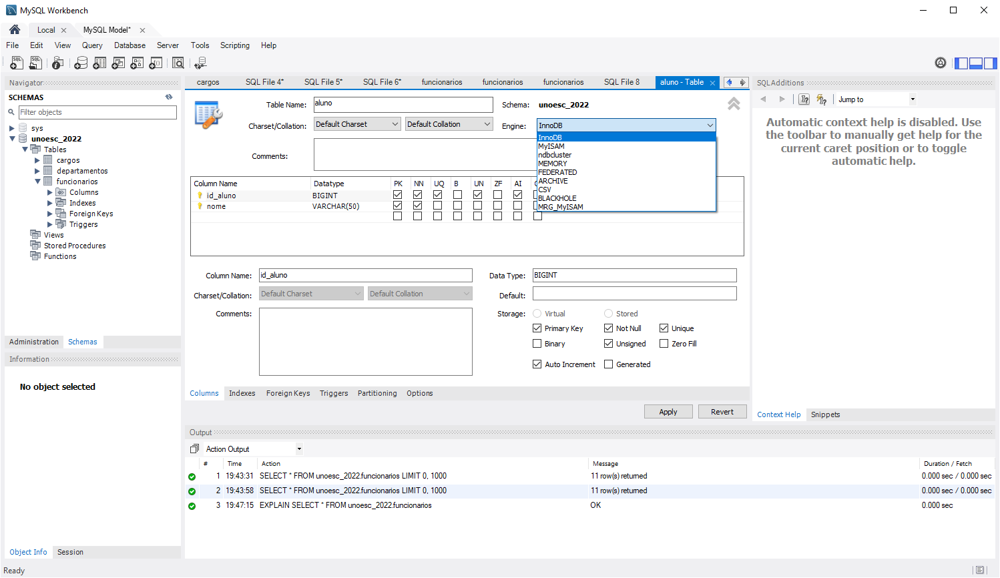 MySQL Workbench
Local
MySQL Model*
File Edit View Query Database Server Tools Scripting Help
Navigator
SCHEMAS
Filter objects
sys
unoesc_2022
Tables
cargos
departamentos
funcionarios
Columns
Indexes
Foreign Keys
Triggers
Views
Stored Procedures
Functions
Administration Schemas
Information
No object selected
Object Info Session
cargos SQL File 4* SQL File 5* SQL File 6* funcionarios funcionarios funcionarios SQL File 8 aluno - Table
Table Name: aluno Schema: unoesc_2022
Charset/Collation: Default Charset Default Collation Engine: InnoDB
InnoDB
MyISAM
ndbcluster
MEMORY
FEDERATED
ARCHIVE
CSV
BLACKHOLE
MRG_MyISAM
Comments:
Column Name Datatype PK NN UQ B UN ZF AI
id_aluno BIGINT
nome VARCHAR(50)
Column Name: id_aluno Data Type: BIGINT
Charset/Collation: Default Charset Default Collation Default:
Comments: Storage: Virtual Stored
Primary Key Not Null Unique
Binary Unsigned Zero Fill
Auto Increment Generated
Columns Indexes Foreign Keys Triggers Partitioning Options
Apply Revert
SQLAdditions
Jump to
Automatic context help is disabled. Use
the toolbar to manually get help for the
current caret position or to toggle
automatic help.
Context Help Snippets
Output
Action Output
# Time Action Message Duration / Fetch
1 19:43:31 SELECT * FROM unoesc_2022.funcionarios LIMIT 0, 1000 11 row(s) returned 0.000 sec / 0.000 sec
2 19:43:58 SELECT * FROM unoesc_2022.funcionarios LIMIT 0, 1000 11 row(s) returned 0.000 sec / 0.000 sec
3 19:47:15 EXPLAIN SELECT * FROM unoesc_2022.funcionarios OK 0.000 sec
Ready